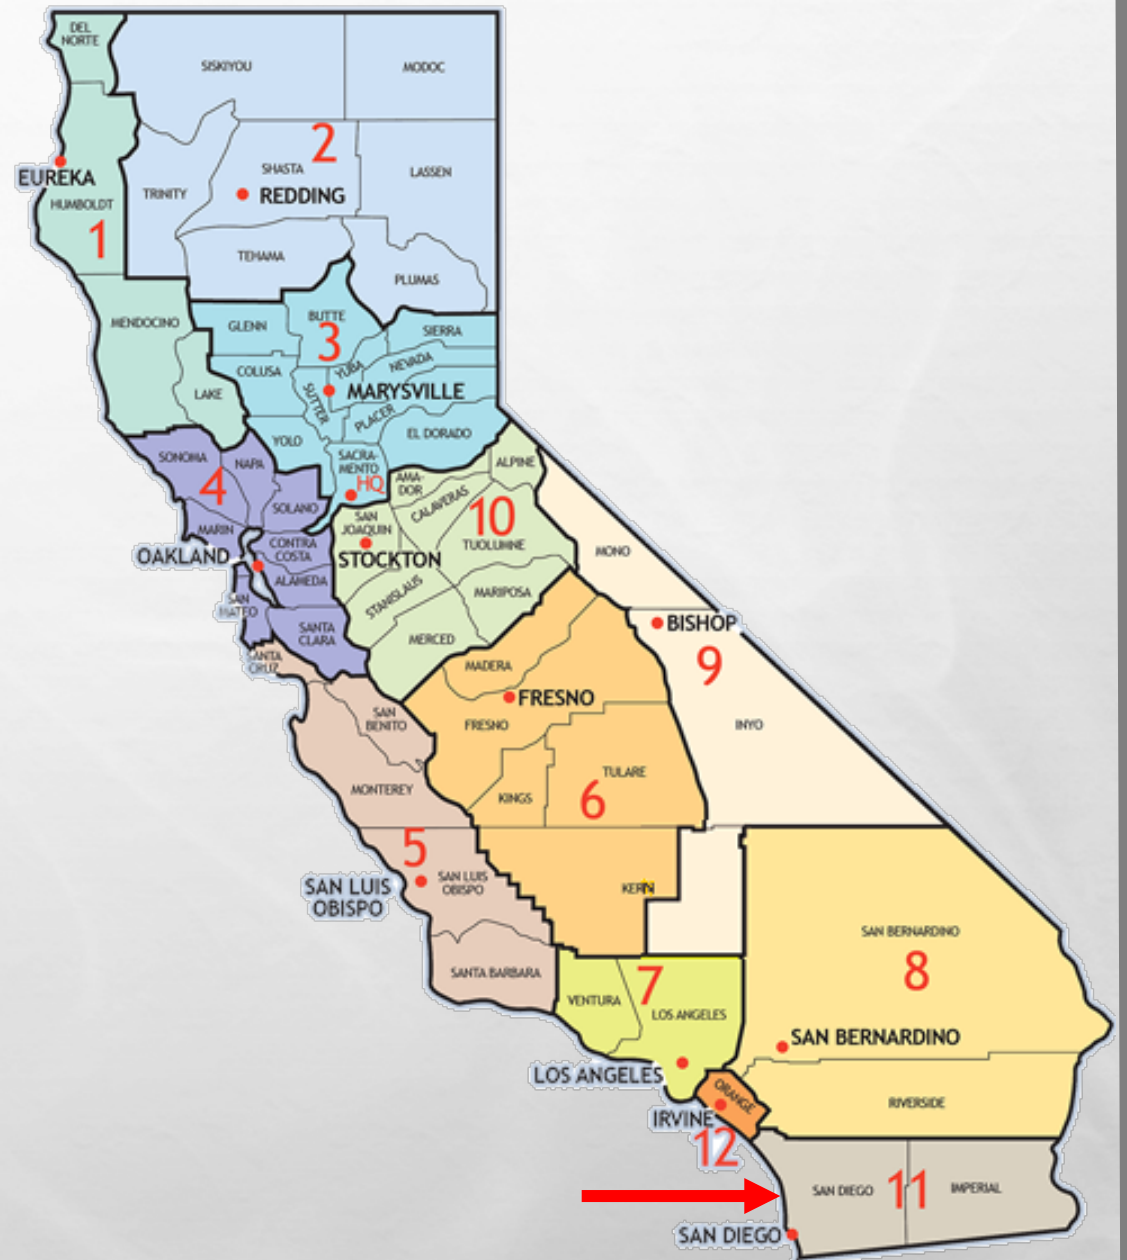 DEL
NORTE
SISKIYOU
MODOC
2
SHASTA
LASSEN
EUREKA
TRINITY
REDDING
HUMBOLDT
1
TEHAMA
PLUMAS
MENDOCINO
GLENN
BUTTE
3
SIERRA
COLUSA
YUBA
NEVADA
LAKE
SUTTER
MARYSVILLE
PLACER
YOLO
EL DORADO
SONOMA
NAPA
SACRA-
MENTO
HQ
AMA-
DOR
ALPINE
4
SOLANO
CALAVERAS
10
MARIN
SAN
JOAQUIN
TUOLUMNE
OAKLAND
CONTRA
COSTA
STOCKTON
MONO
ALAMEDA
SAN
MATEO
STANISLAUS
MARIPOSA
SANTA
CLARA
MERCED
BISHOP
9
SANTA
CRUZ
MADERA
SAN
BENITO
FRESNO
FRESNO
INYO
MONTEREY
KINGS
TULARE
6
5
SAN LUIS
OBISPO
SAN LUIS
OBISPO
KERN
SAN BERNARDINO
8
SANTA BARBARA
VENTURA
7
LOS ANGELES
SAN BERNARDINO
LOS ANGELES
ORANGE
RIVERSIDE
IRVINE
12
SAN DIEGO
11
IMPERIAL
SAN DIEGO